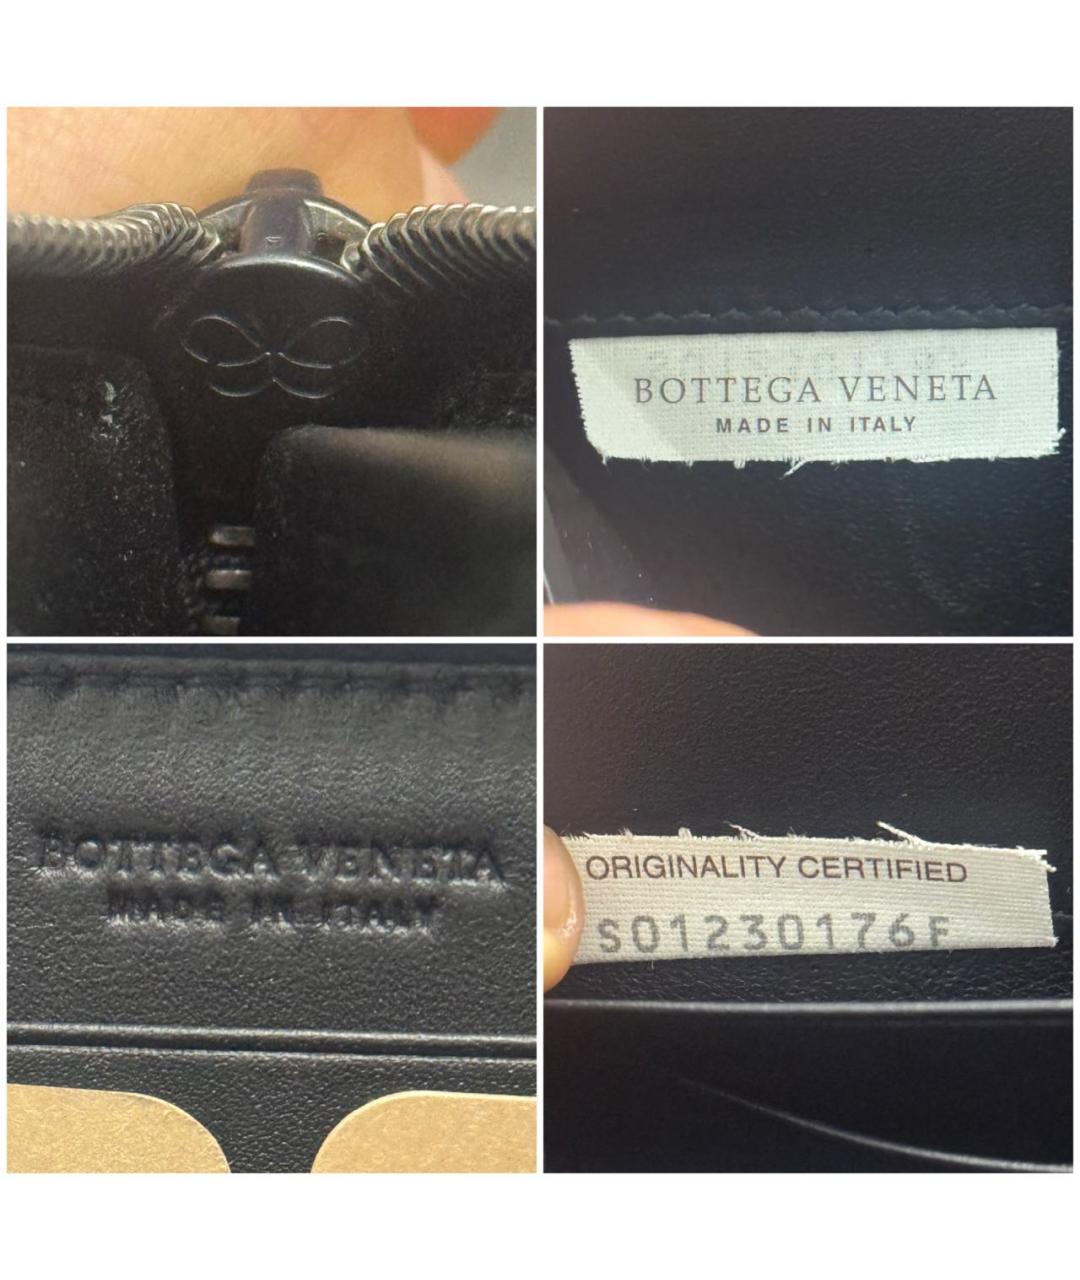 BOTTEGA VENETA
MADE IN ITALY
BOTTEGA VENETA
MADE IN ITALY
ORIGINALITY CERTIFIED
S01230176F